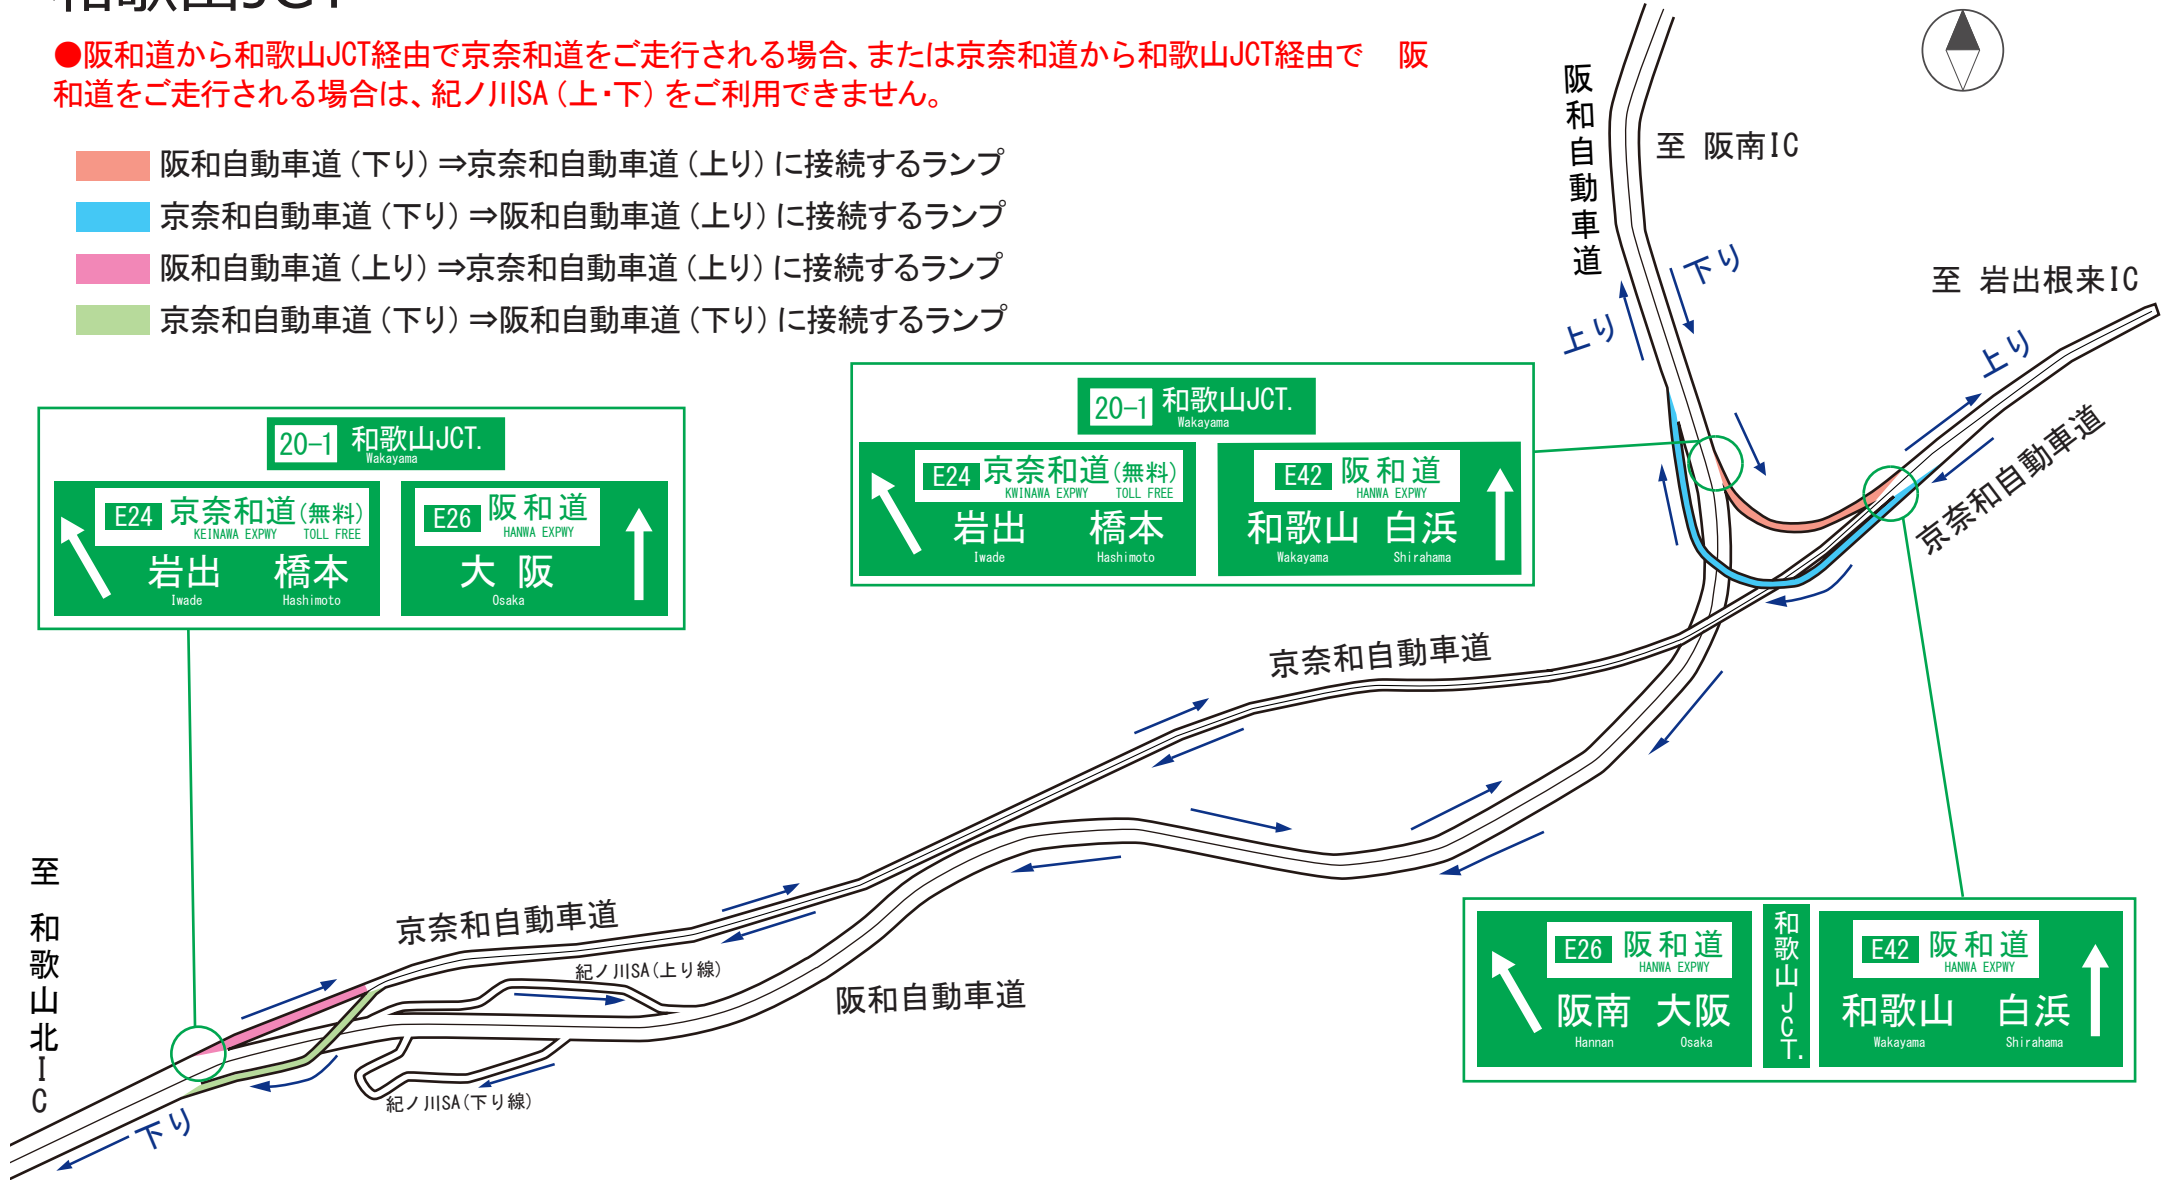 和歌山JCT
●阪和道から和歌山JCT経由で京奈和道をご走行される場合、または京奈和道から和歌山JCT経由で 阪
和道をご走行される場合は、紀ノ川SA(上・下)をご利用できません。
阪和自動車道(下り)⇒京奈和自動車道(上り)に接続するランプ
京奈和自動車道(下り)⇒阪和自動車道(上り)に接続するランプ
阪和自動車道(上り)⇒京奈和自動車道(上り)に接続するランプ
京奈和自動車道(下り)⇒阪和自動車道(下り)に接続するランプ
阪和自動車道
至 阪南IC
下り
上り
至 岩出根来IC
上り
京奈和自動車道
20-1 和歌山JCT.
Wakayama
E24 京奈和道(無料)
KEINAWA EXPWY TOLL FREE
岩出 橋本
Iwade Hashimoto
E26 阪和道
HANWA EXPWY
大阪
Osaka
20-1 和歌山JCT.
Wakayama
E24 京奈和道(無料)
KWINAWA EXPWY TOLL FREE
岩出 橋本
Iwade Hashimoto
E42 阪和道
HANWA EXPWY
和歌山 白浜
Wakayama Shirahama
京奈和自動車道
京奈和自動車道
紀ノ川SA(上り線)
阪和自動車道
紀ノ川SA(下り線)
至 和歌山北IC
下り
E26 阪和道
HANWA EXPWY
阪南 大阪
Hannan Osaka
和歌山JCT.
E42 阪和道
HANWA EXPWY
和歌山 白浜
Wakayama Shirahama